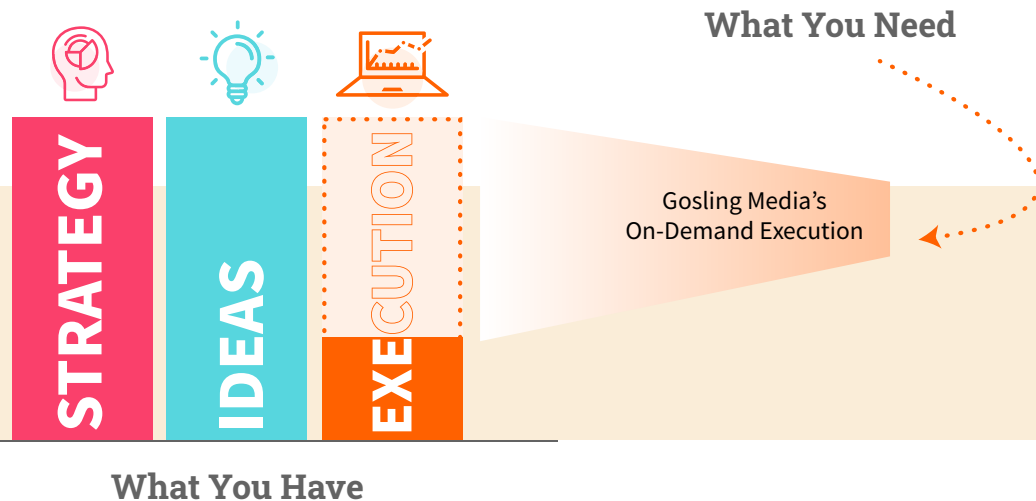 What You Need
STRATEGY
IDEAS
EXECUTION
Gosling Media’s
On-Demand Execution
What You Have